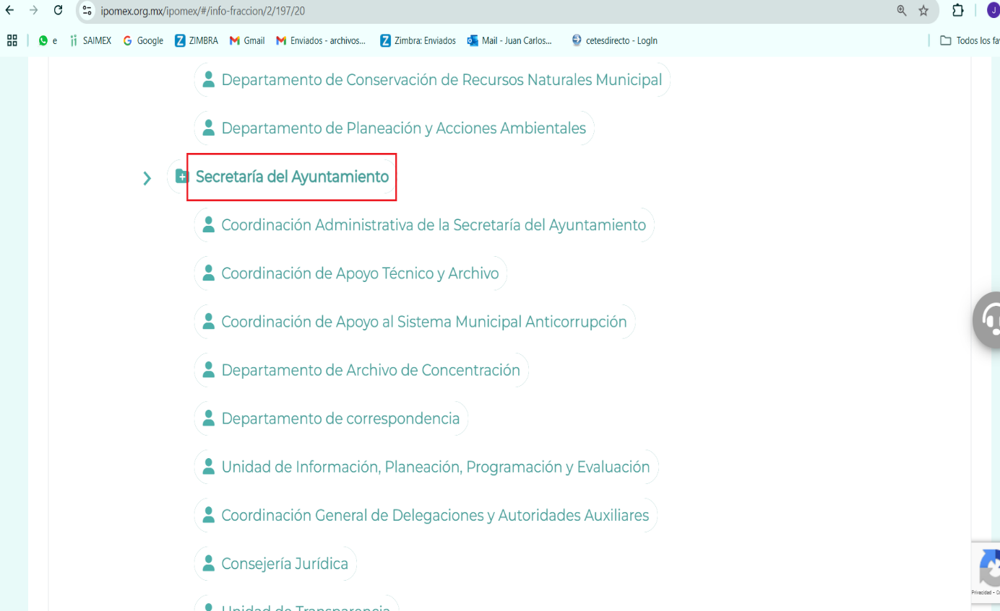 ipomex.org.mx/ipomex/#/info-fraccion/2/197/20
J
e
SAIMEX
Google
ZIMBRA
Gmail
Enviados - archivos...
Zimbra: Enviados
Mail - Juan Carlos...
cetesdirecto - LogIn
Todos los fa
Departamento de Conservación de Recursos Naturales Municipal
Departamento de Planeación y Acciones Ambientales
Secretaría del Ayuntamiento
Coordinación Administrativa de la Secretaría del Ayuntamiento
Coordinación de Apoyo Técnico y Archivo
Coordinación de Apoyo al Sistema Municipal Anticorrupción
Departamento de Archivo de Concentración
Departamento de correspondencia
Unidad de Información, Planeación, Programación y Evaluación
Coordinación General de Delegaciones y Autoridades Auxiliares
Consejería Jurídica
Privacidad - C
Unidad de Transparencia